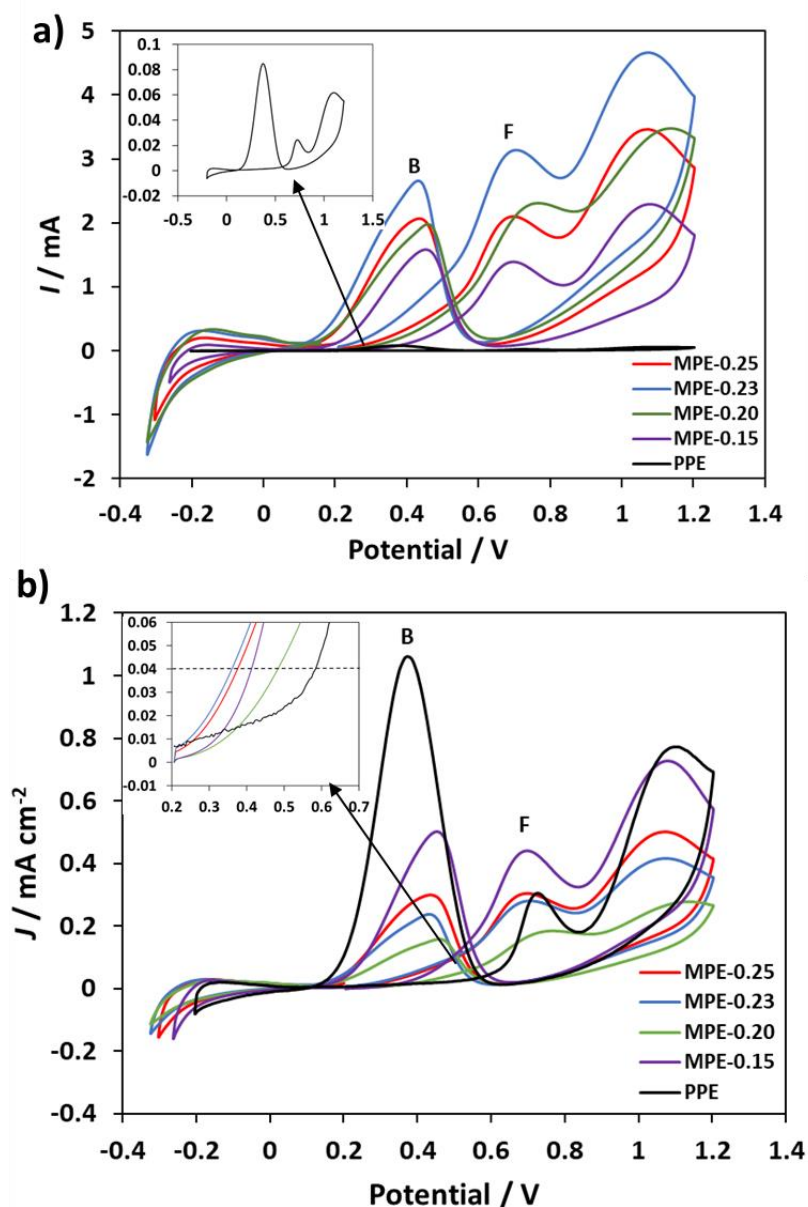 a)
5
4
3
2
1
0
-1
-2
I / mA
-0.4 -0.2 0 0.2 0.4 0.6 0.8 1 1.2 1.4
Potential / V
0.1
0.08
0.06
0.04
0.02
0
-0.02
-0.5 0 0.5 1 1.5
B
F
MPE-0.25
MPE-0.23
MPE-0.20
MPE-0.15
PPE
b)
1.2
1
0.8
0.6
0.4
0.2
0
-0.2
-0.4
J / mA cm-2
-0.4 -0.2 0 0.2 0.4 0.6 0.8 1 1.2 1.4
Potential / V
0.06
0.05
0.04
0.03
0.02
0.01
0
-0.01
0.2 0.3 0.4 0.5 0.6 0.7
B
F
MPE-0.25
MPE-0.23
MPE-0.20
MPE-0.15
PPE